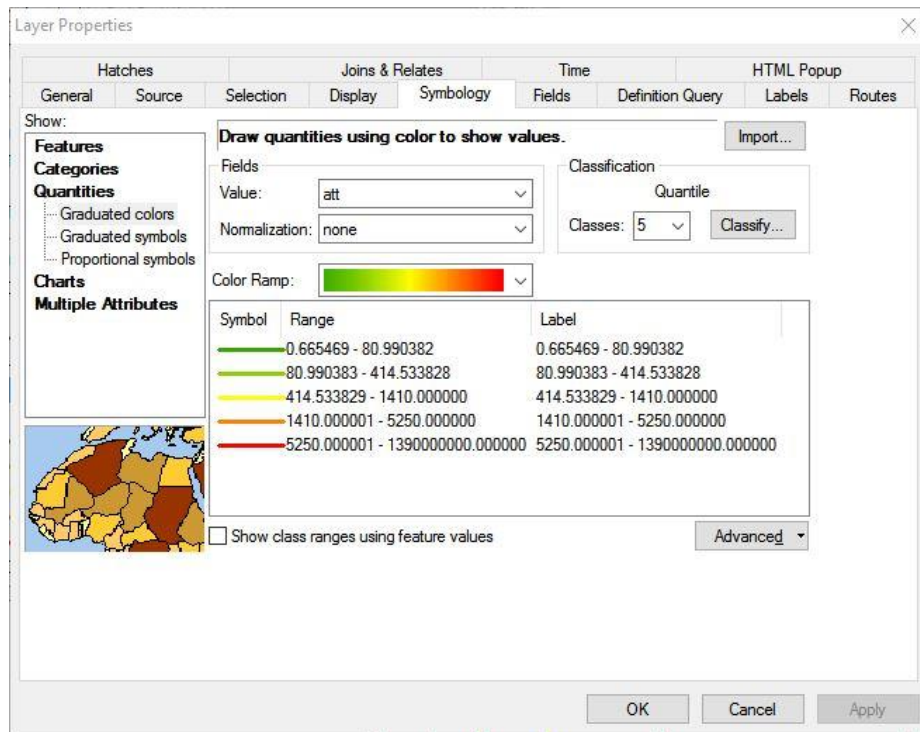 Layer Properties
Hatches Joins & Relates Time HTML Popup
General Source Selection Display Symbology Fields Definition Query Labels Routes
Show:
Features
Categories
Quantities
Graduated colors
Graduated symbols
Proportional symbols
Charts
Multiple Attributes
Draw quantities using color to show values.
Import...
Fields
Value: att
Normalization: none
Classification
Quantile
Classes: 5 Classify...
Color Ramp:
Symbol Range Label
0.665469 - 80.990382 0.665469 - 80.990382
80.990383 - 414.533828 80.990383 - 414.533828
414.533829 - 1410.000000 414.533829 - 1410.000000
1410.000001 - 5250.000000 1410.000001 - 5250.000000
5250.000001 - 1390000000.000000 5250.000001 - 1390000000.000000
Show class ranges using feature values
Advanced
OK Cancel Apply